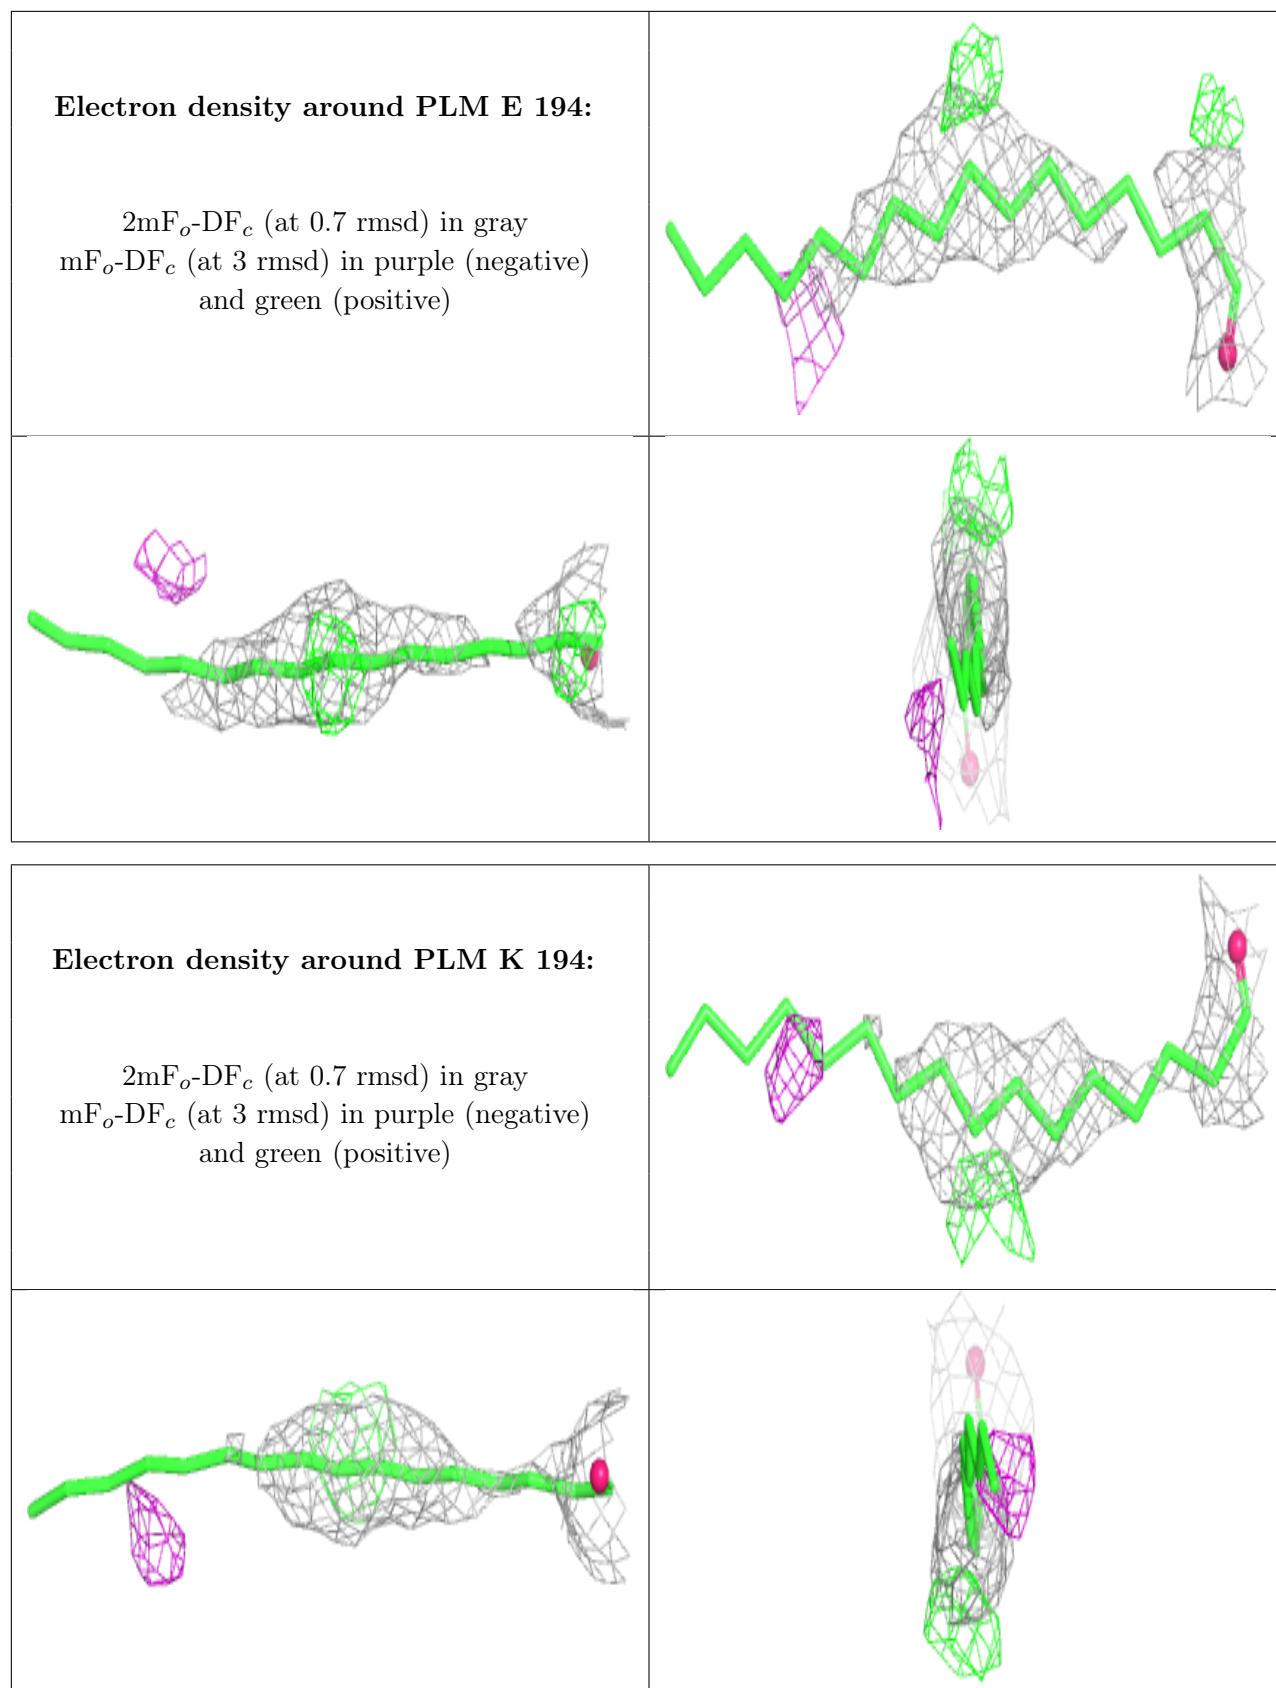 Electron density around PLM E 194:
2mFo-DFc (at 0.7 rmsd) in gray
mFo-DFc (at 3 rmsd) in purple (negative)
and green (positive)
Electron density around PLM K 194:
2mFo-DFc (at 0.7 rmsd) in gray
mFo-DFc (at 3 rmsd) in purple (negative)
and green (positive)